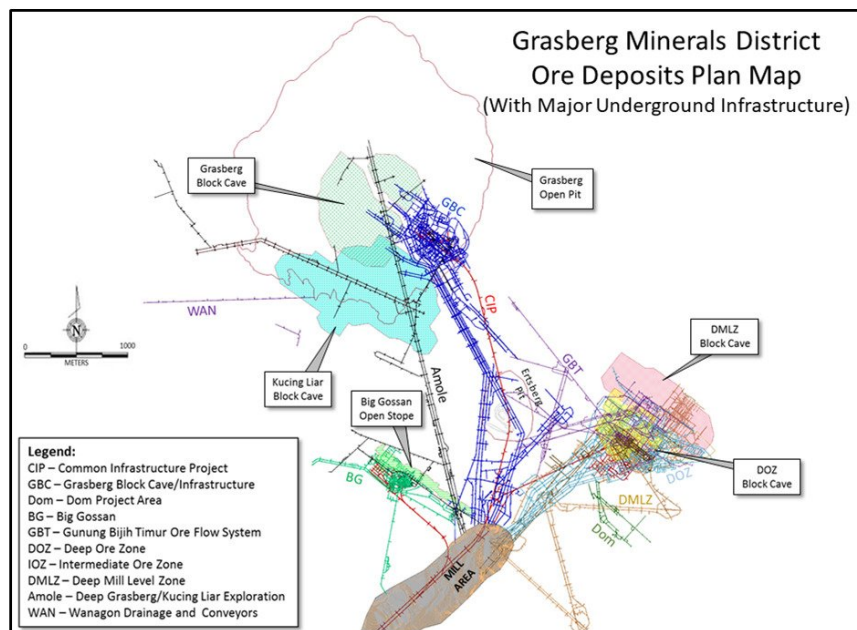 Grasberg Minerals District
Ore Deposits Plan Map
(With Major Underground Infrastructure)
Grasberg
Block Cave
Grasberg
Open Pit
GBC
WAN
CIP
N
0
1000
METERS
Kucing Liar
Block Cave
Amole
GBT
Ertsberg
Pit
DMLZ
Block Cave
Big Gossan
Open Stope
BG
DOZ
DOZ
Block Cave
DMLZ
Dom
MILL
AREA
Legend:
CIP – Common Infrastructure Project
GBC – Grasberg Block Cave/Infrastructure
Dom – Dom Project Area
BG – Big Gossan
GBT – Gunung Bijih Timur Ore Flow System
DOZ – Deep Ore Zone
IOZ – Intermediate Ore Zone
DMLZ – Deep Mill Level Zone
Amole – Deep Grasberg/Kucing Liar Exploration
WAN – Wanagon Drainage and Conveyors